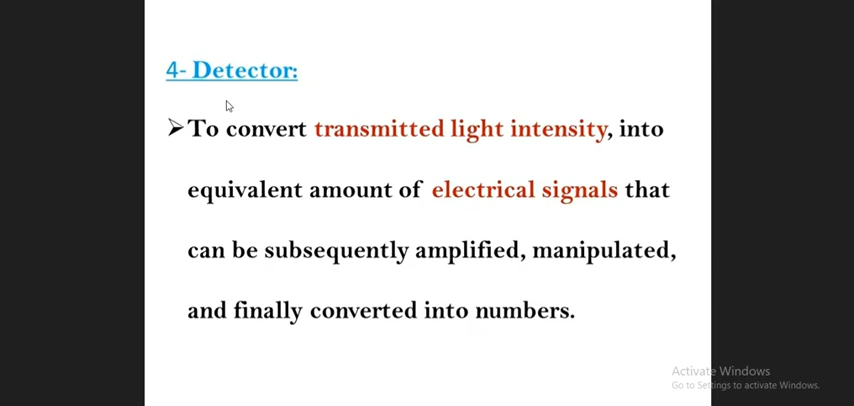 4- Detector:
➢To convert transmitted light intensity, into
equivalent amount of electrical signals that
can be subsequently amplified, manipulated,
and finally converted into numbers.
Activate Windows
Go to Settings to activate Windows.